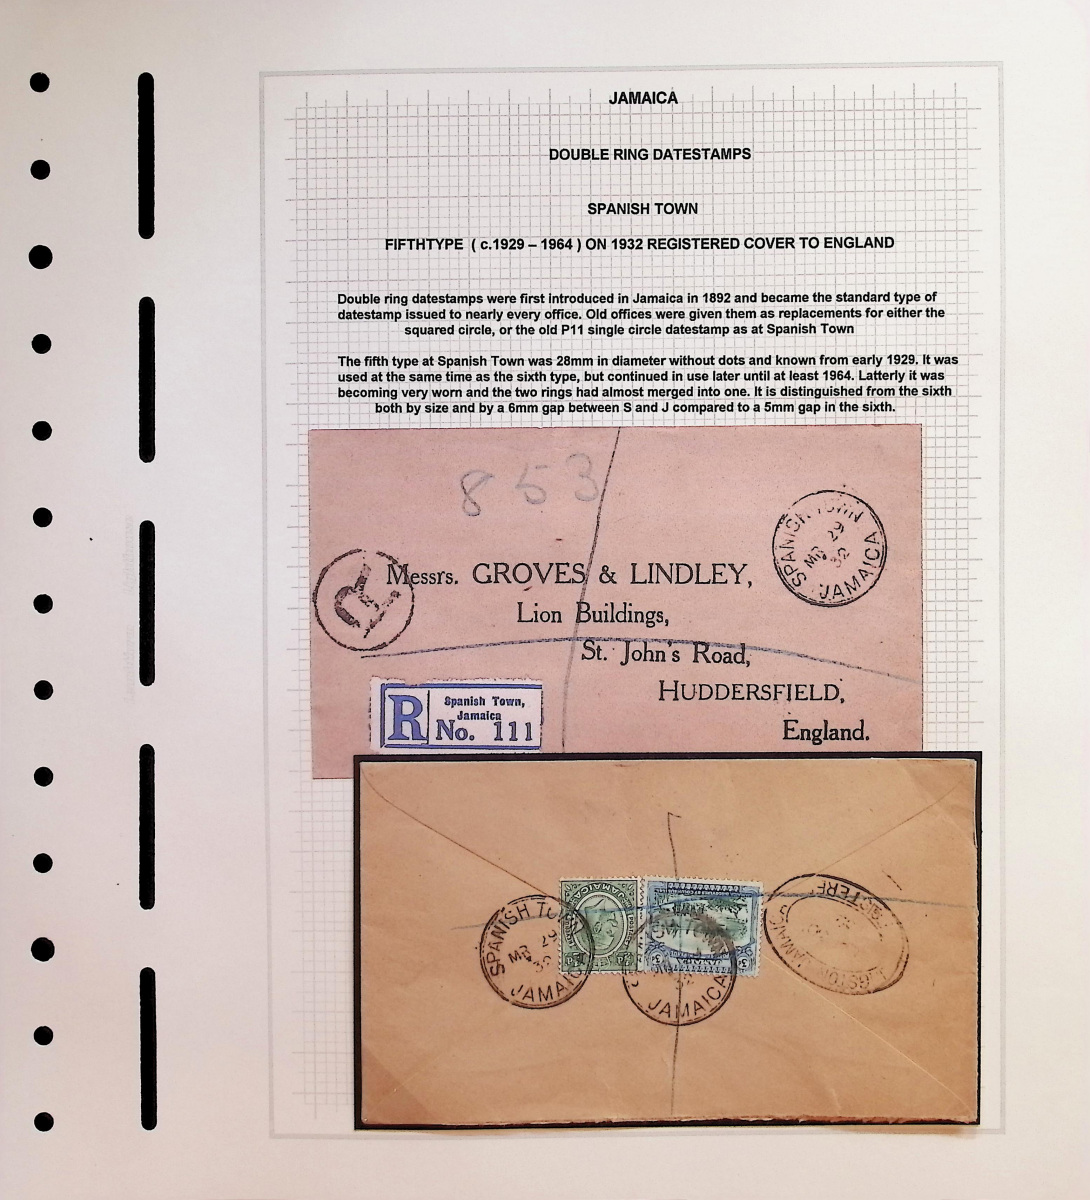 JAMAICA
DOUBLE RING DATESTAMPS
SPANISH TOWN
FIFTHTYPE ( c.1929 – 1964 ) ON 1932 REGISTERED COVER TO ENGLAND
Double ring datestamps were first introduced in Jamaica in 1892 and became the standard type of
datestamp issued to nearly every office. Old offices were given them as replacements for either the
squared circle, or the old P11 single circle datestamp as at Spanish Town
The fifth type at Spanish Town was 28mm in diameter without dots and known from early 1929. It was
used at the same time as the sixth type, but continued in use later until at least 1964. Latterly it was
becoming very worn and the two rings had almost merged into one. It is distinguished from the sixth
both by size and by a 6mm gap between S and J compared to a 5mm gap in the sixth.
853
SPANISH TOWN
MR 29
32
JAMAICA
R
Messrs. GROVES & LINDLEY,
Lion Buildings,
St. John's Road,
HUDDERSFIELD,
England.
R
Spanish Town,
Jamaica
No. 111
SPANISH TOWN
MR 29
32
JAMAICA
JAMAICA
JAMAICA